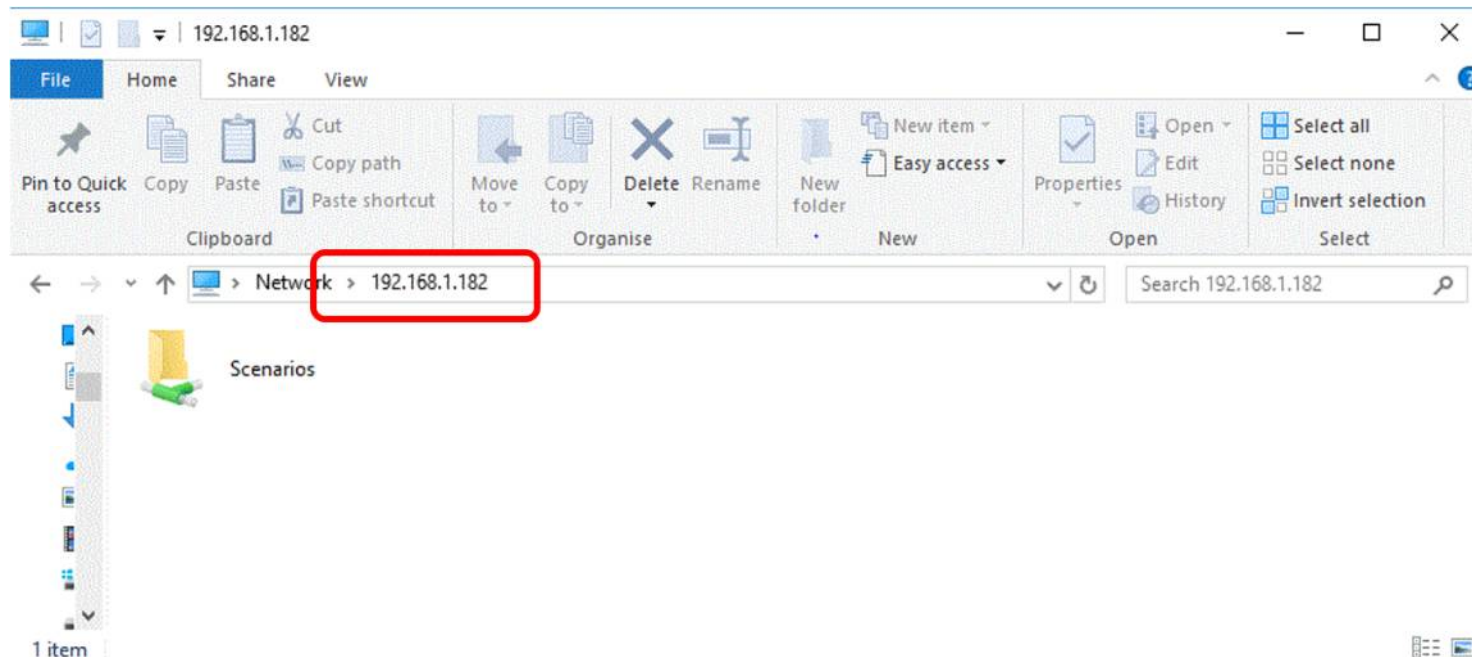 192.168.1.182
File Home Share View
Pin to Quick access
Copy
Paste
Cut
Copy path
Paste shortcut
Clipboard
Move to
Copy to
Delete
Rename
Organise
New folder
New item
Easy access
New
Properties
Open
Edit
History
Open
Select all
Select none
Invert selection
Select
Network > 192.168.1.182
Search 192.168.1.182
Scenarios
1 item